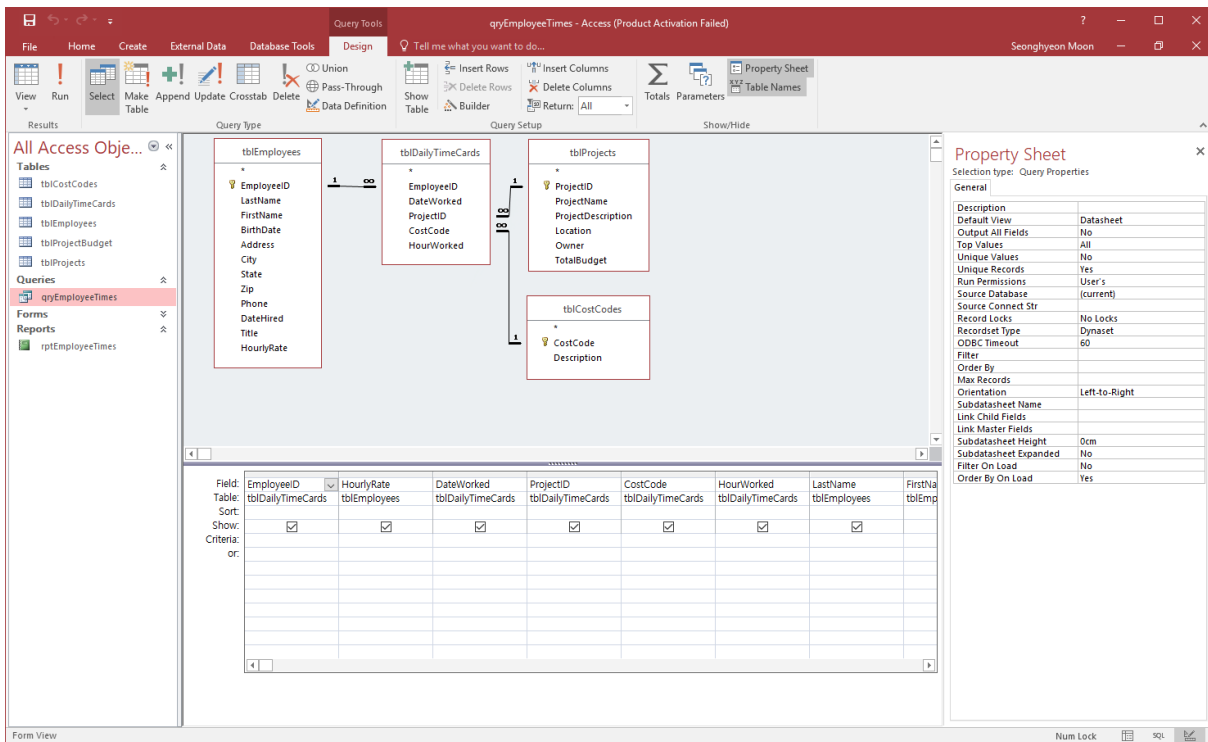 Query Tools
qryEmployeeTimes - Access (Product Activation Failed)
?
File Home Create External Data Database Tools Design Tell me what you want to do... Seonghyeon Moon
View Run Select Make Table Append Update Crosstab Delete
Union
Pass-Through
Data Definition
Show Table
Insert Rows
Delete Rows
Builder
Insert Columns
Delete Columns
Return: All
Totals Parameters
Property Sheet
Table Names
Results Query Type Query Setup Show/Hide
All Access Obje...
Tables
tblCostCodes
tblDailyTimeCards
tblEmployees
tblProjectBudget
tblProjects
Queries
qryEmployeeTimes
Forms
Reports
rptEmployeeTimes
tblEmployees
*
EmployeeID
LastName
FirstName
BirthDate
Address
City
State
Zip
Phone
DateHired
Title
HourlyRate
1 ∞
tblDailyTimeCards
*
EmployeeID
DateWorked
ProjectID
CostCode
HourWorked
1
∞
∞
1
tblProjects
*
ProjectID
ProjectName
ProjectDescription
Location
Owner
TotalBudget
tblCostCodes
*
CostCode
Description
Field: EmployeeID HourlyRate DateWorked ProjectID CostCode HourWorked LastName FirstNa
Table: tblDailyTimeCards tblEmployees tblDailyTimeCards tblDailyTimeCards tblDailyTimeCards tblDailyTimeCards tblEmployees tblEmp
Sort:
Show:
Criteria:
or:
Property Sheet
Selection type: Query Properties
General
Description
Default View Datasheet
Output All Fields No
Top Values All
Unique Values No
Unique Records Yes
Run Permissions User's
Source Database (current)
Source Connect Str
Record Locks No Locks
Recordset Type Dynaset
ODBC Timeout 60
Filter
Order By
Max Records
Orientation Left-to-Right
Subdatasheet Name
Link Child Fields
Link Master Fields
Subdatasheet Height 0cm
Subdatasheet Expanded No
Filter On Load No
Order By On Load Yes
Form View Num Lock SQL